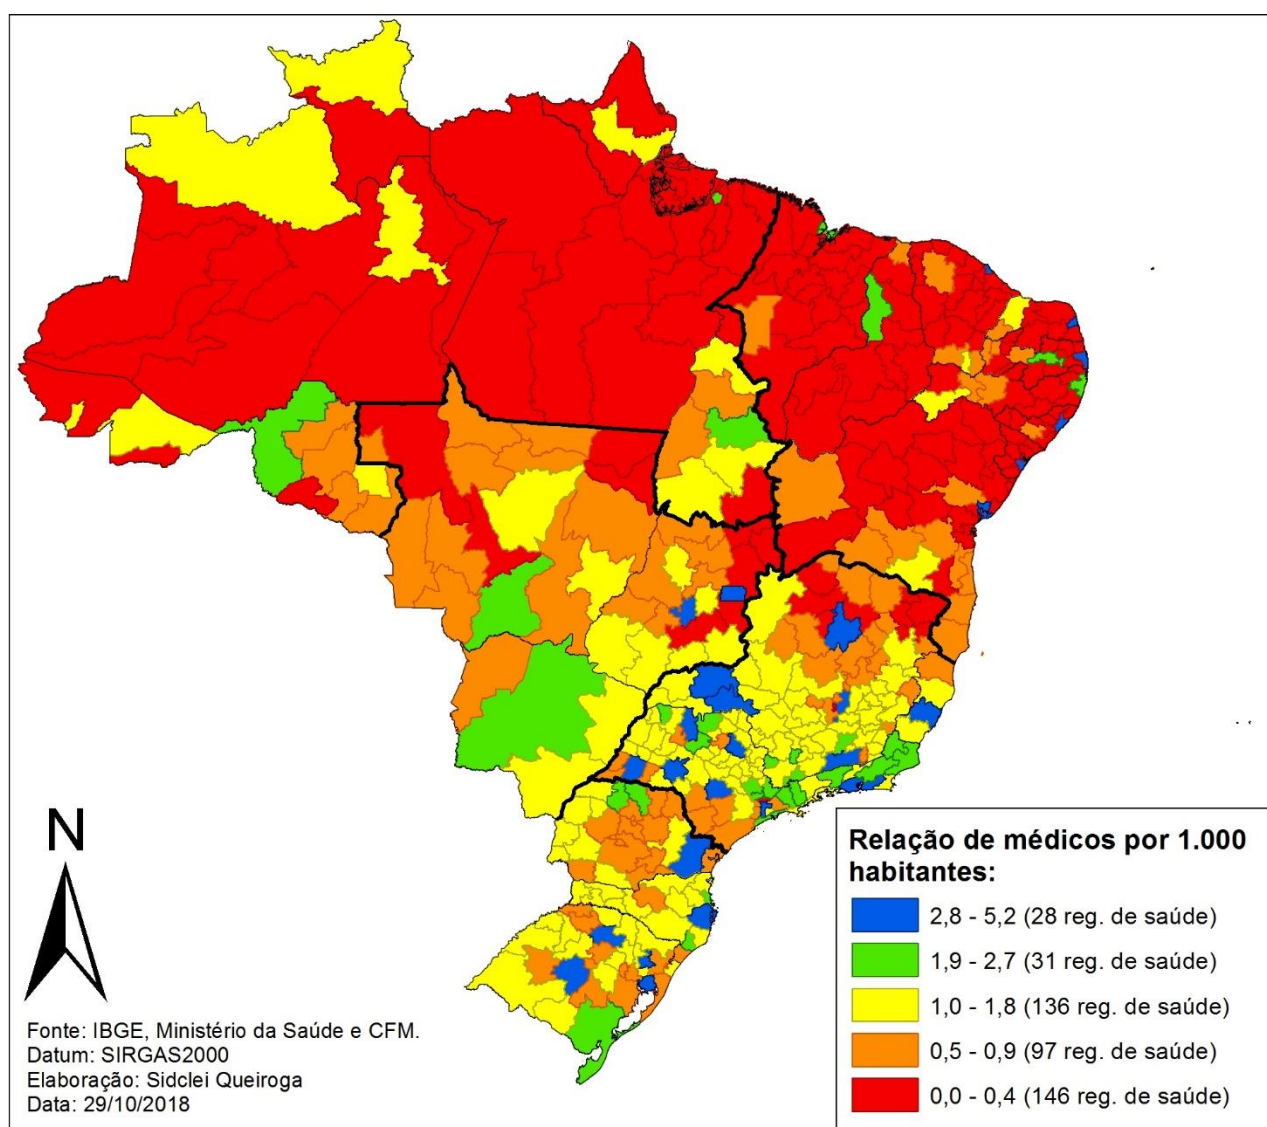 N
Fonte: IBGE, Ministério da Saúde e CFM.
Datum: SIRGAS2000
Elaboração: Sidclei Queiroga
Data: 29/10/2018
Relação de médicos por 1.000
habitantes:
2,8 - 5,2 (28 reg. de saúde)
1,9 - 2,7 (31 reg. de saúde)
1,0 - 1,8 (136 reg. de saúde)
0,5 - 0,9 (97 reg. de saúde)
0,0 - 0,4 (146 reg. de saúde)